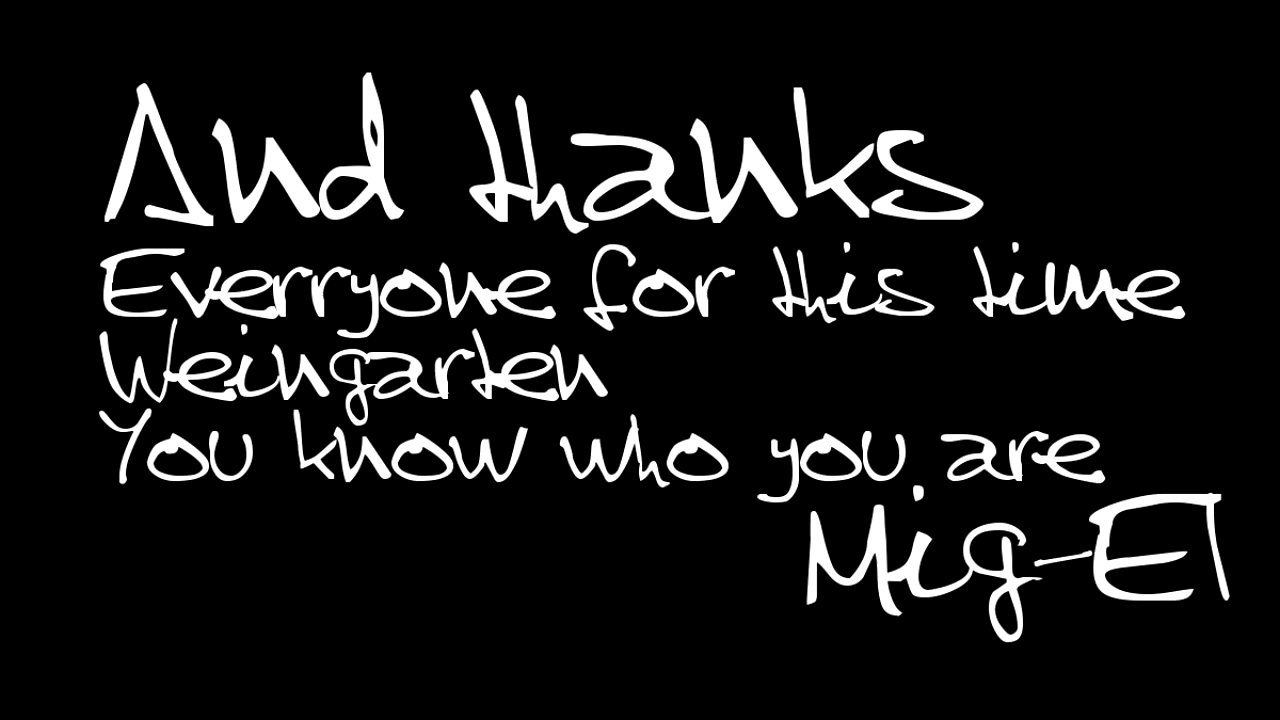 And thanks
Everryone for this time
Weingarten
You know who you are
Mig-El